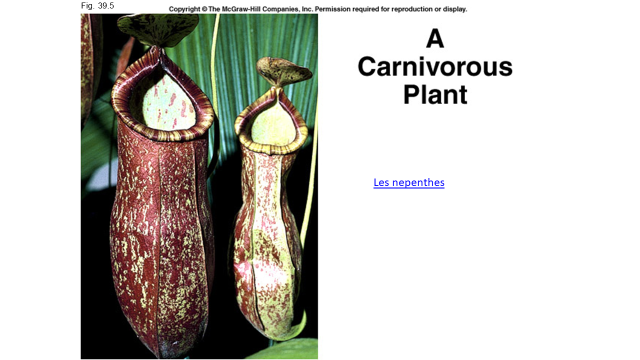 Fig. 39.5
Copyright © The McGraw-Hill Companies, Inc. Permission required for reproduction or display.
A
Carnivorous
Plant
Les nepenthes